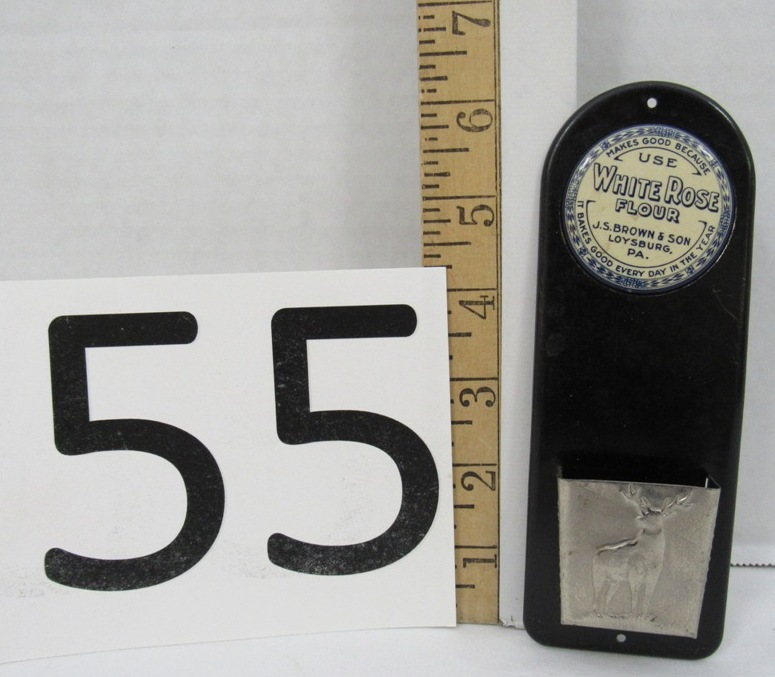 7
6
5
4
3
2
1
55
MAKES GOOD BECAUSE
USE
WHITE ROSE
FLOUR
J.S. BROWN & SON
LOYSBURG,
PA.
IT BAKES GOOD EVERY DAY IN THE YEAR